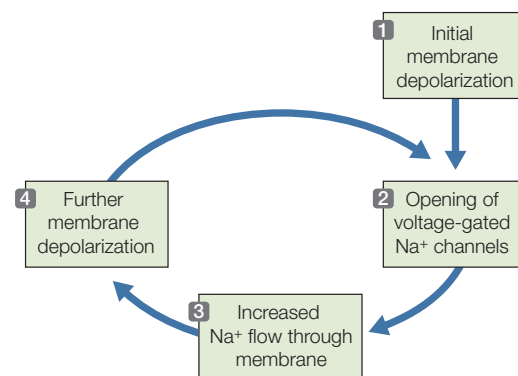 1
Initial
membrane
depolarization
2
Opening of
voltage-gated
Na⁺ channels
3
Increased
Na⁺ flow through
membrane
4
Further
membrane
depolarization